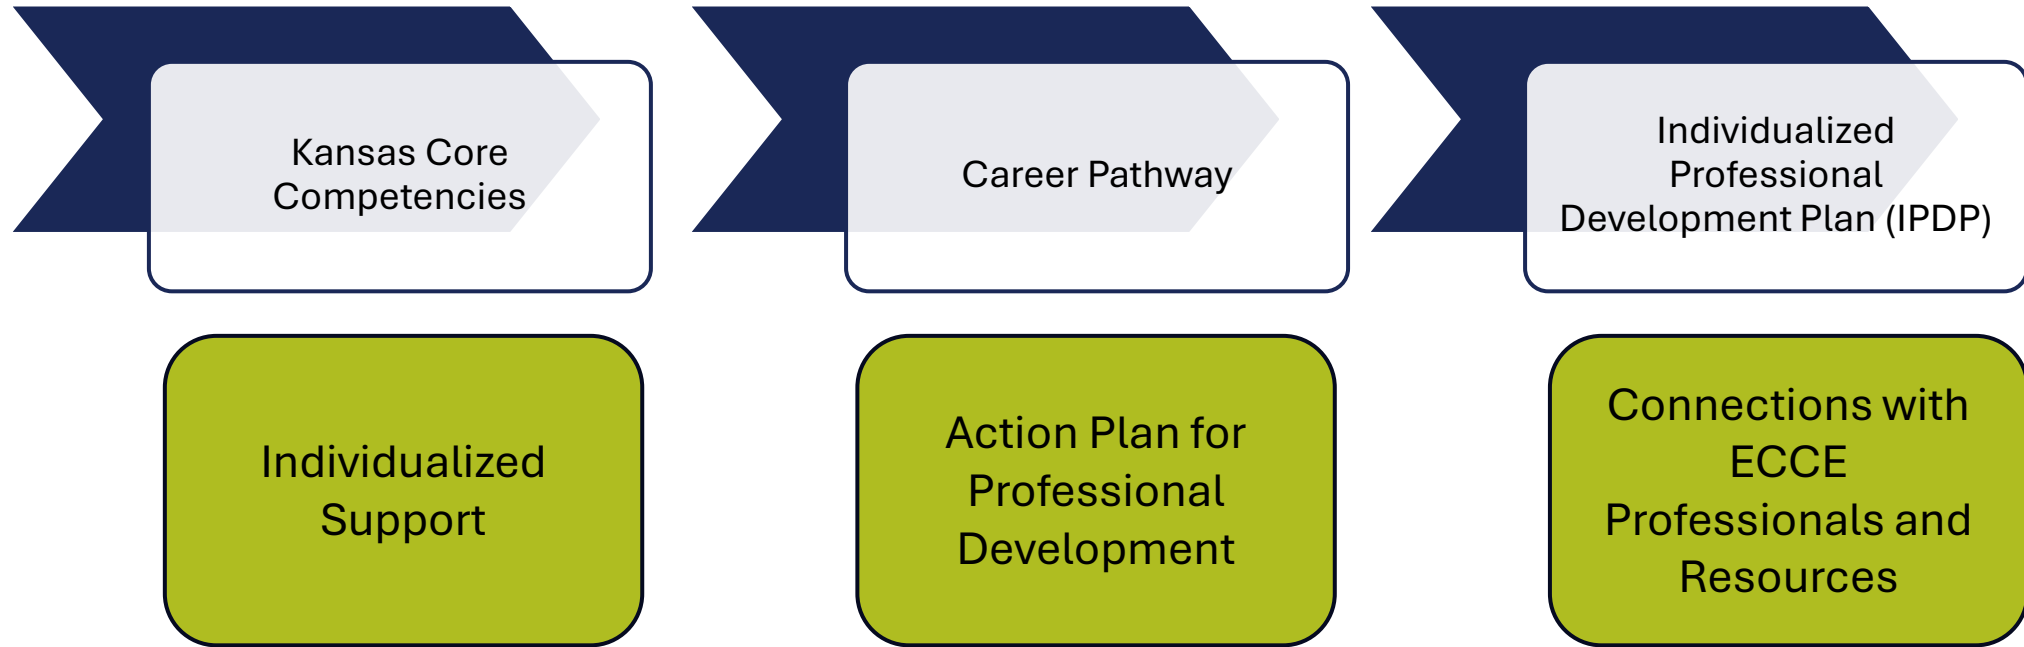 Kansas Core
Competencies
Career Pathway
Individualized
Professional
Development Plan (IPDP)
Individualized
Support
Action Plan for
Professional
Development
Connections with
ECCE
Professionals and
Resources